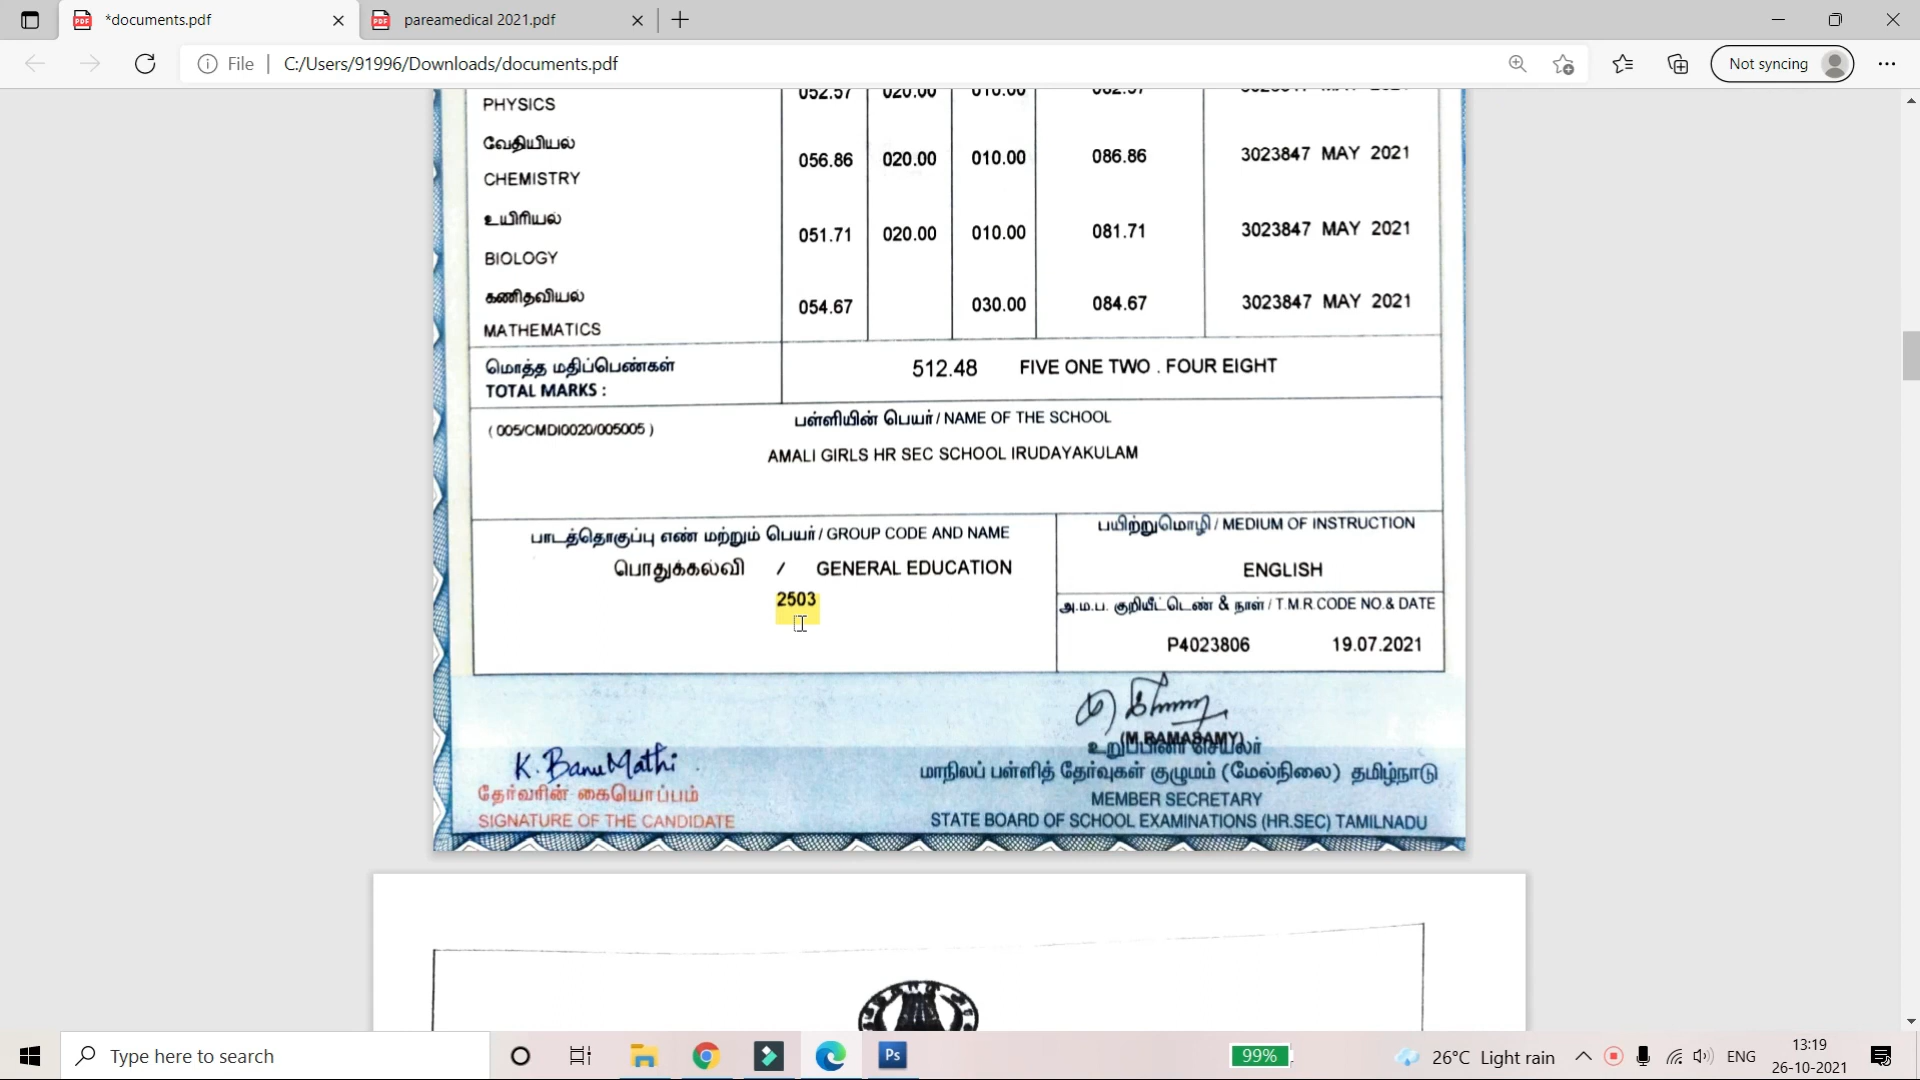 *documents.pdf
pareamedical 2021.pdf
File
C:/Users/91996/Downloads/documents.pdf
Not syncing
052.57 020.00 010.00
PHYSICS
வேதியியல்
CHEMISTRY
056.86 020.00 010.00 086.86 3023847 MAY 2021
உயிரியல்
BIOLOGY
051.71 020.00 010.00 081.71 3023847 MAY 2021
கணிதவியல்
MATHEMATICS
054.67 030.00 084.67 3023847 MAY 2021
மொத்த மதிப்பெண்கள்
TOTAL MARKS :
512.48 FIVE ONE TWO . FOUR EIGHT
பள்ளியின் பெயர் / NAME OF THE SCHOOL
( 005/CMDI0020/005005 )
AMALI GIRLS HR SEC SCHOOL IRUDAYAKULAM
பாடத்தொகுப்பு எண் மற்றும் பெயர் / GROUP CODE AND NAME
பொதுக்கல்வி / GENERAL EDUCATION
2503
பயிற்றுமொழி / MEDIUM OF INSTRUCTION
ENGLISH
அ.ம.ப. குறியீட்டெண் & நாள் / T.M.R.CODE NO.& DATE
P4023806 19.07.2021
K. BanuMathi
தேர்வரின் கையொப்பம்
SIGNATURE OF THE CANDIDATE
(M.RAMASAMY)
உறுப்பினர் செயலர்
மாநிலப் பள்ளித் தேர்வுகள் குழுமம் (மேல்நிலை) தமிழ்நாடு
MEMBER SECRETARY
STATE BOARD OF SCHOOL EXAMINATIONS (HR.SEC) TAMILNADU
Type here to search
Ps
99%
26°C Light rain
ENG
13:19
26-10-2021